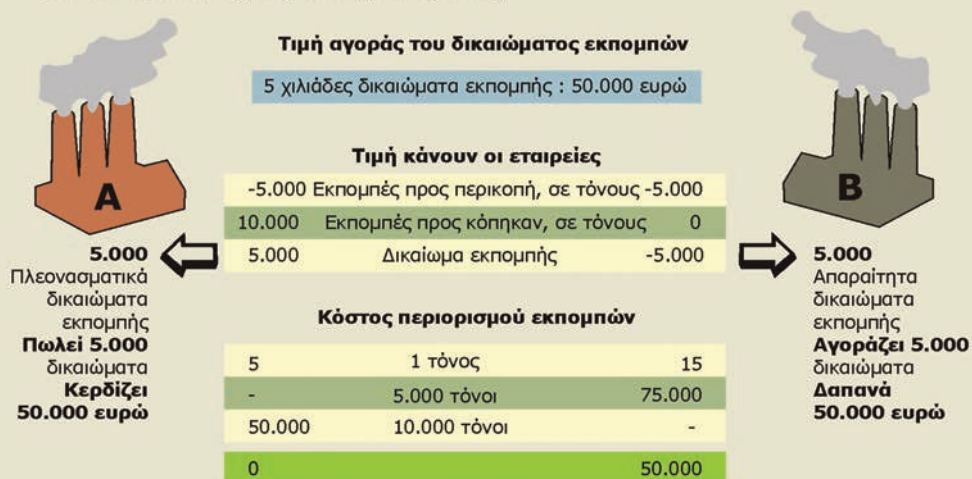 Τιμή αγοράς του δικαιώματος εκπομπών
5 χιλιάδες δικαιώματα εκπομπής : 50.000 ευρώ
Τιμή κάνουν οι εταιρείες
A
B
-5.000 Εκπομπές προς περικοπή, σε τόνους -5.000
10.000 Εκπομπές προς κόπηκαν, σε τόνους 0
5.000 Δικαίωμα εκπομπής -5.000
5.000
Πλεονασματικά
δικαιώματα
εκπομπής
Πωλεί 5.000
δικαιώματα
Κερδίζει
50.000 ευρώ
5.000
Απαραίτητα
δικαιώματα
εκπομπής
Αγοράζει 5.000
δικαιώματα
Δαπανά
50.000 ευρώ
Κόστος περιορισμού εκπομπών
5 1 τόνος 15
- 5.000 τόνοι 75.000
50.000 10.000 τόνοι -
0 50.000